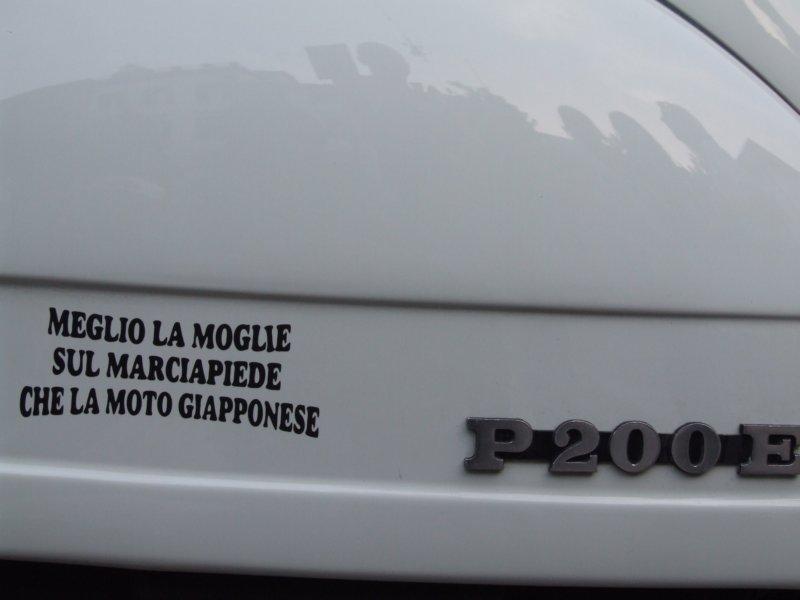 MEGLIO LA MOGLIE
SUL MARCIAPIEDE
CHE LA MOTO GIAPPONESE
P200E